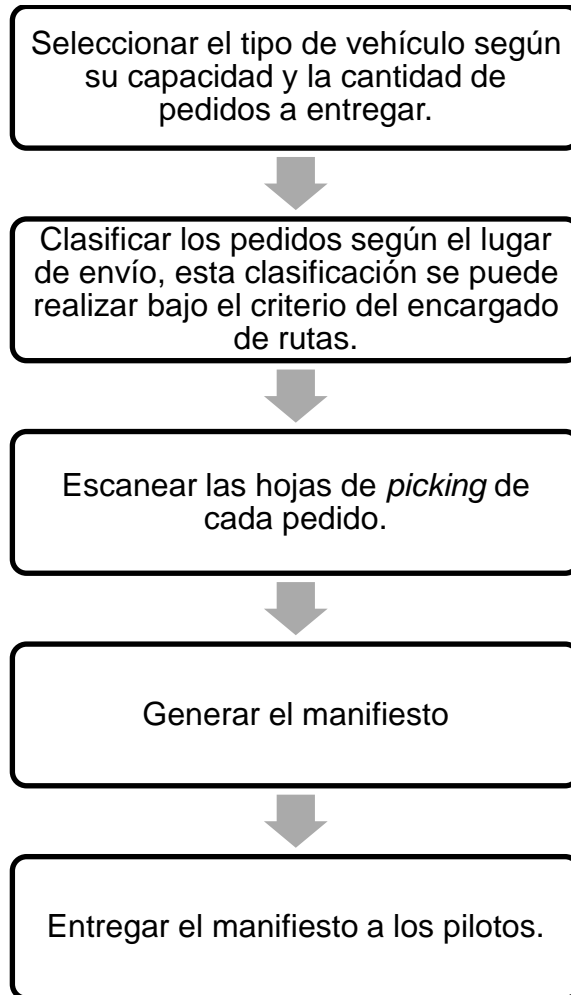 Seleccionar el tipo de vehículo según
su capacidad y la cantidad de
pedidos a entregar.
Clasificar los pedidos según el lugar
de envío, esta clasificación se puede
realizar bajo el criterio del encargado
de rutas.
Escanear las hojas de picking de
cada pedido.
Generar el manifiesto
Entregar el manifiesto a los pilotos.